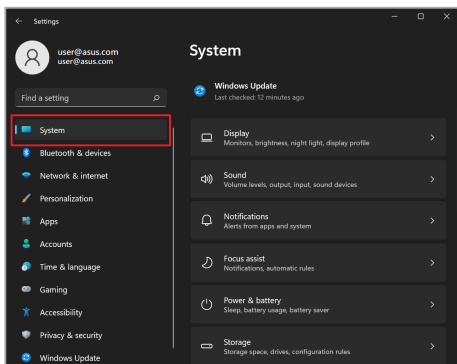 Settings
user@asus.com
user@asus.com
Find a setting
System
Bluetooth & devices
Network & internet
Personalization
Apps
Accounts
Time & language
Gaming
Accessibility
Privacy & security
Windows Update
System
Windows Update
Last checked: 12 minutes ago
Display
Monitors, brightness, night light, display profile
Sound
Volume levels, output, input, sound devices
Notifications
Alerts from apps and system
Focus assist
Notifications, automatic rules
Power & battery
Sleep, battery usage, battery saver
Storage
Storage space, drives, configuration rules